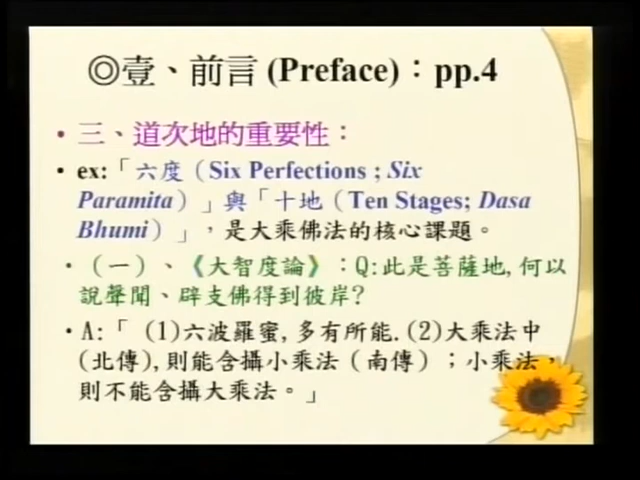 ◎壹、前言 (Preface)：pp.4
• 三、道次地的重要性：
• ex:「六度（Six Perfections ; Six
Paramita）」與「十地（Ten Stages; Dasa
Bhumi）」，是大乘佛法的核心課題。
• （一）、《大智度論》：Q:此是菩薩地,何以
說聲聞、辟支佛得到彼岸?
• A:「 (1)六波羅蜜,多有所能.(2)大乘法中
(北傳),則能含攝小乘法（南傳）；小乘法，
則不能含攝大乘法。」